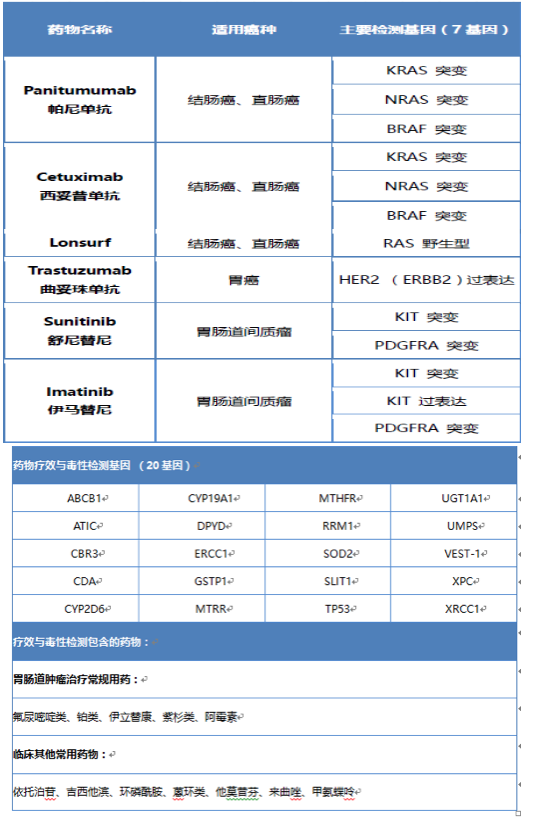 药物名称 适用癌种 主要检测基因（7 基因）
Panitumumab
帕尼单抗
结肠癌、直肠癌
KRAS 突变
NRAS 突变
BRAF 突变
Cetuximab
西妥昔单抗
结肠癌、直肠癌
KRAS 突变
NRAS 突变
BRAF 突变
Lonsurf 结肠癌、直肠癌 RAS 野生型
Trastuzumab
曲妥珠单抗
胃癌
HER2 （ERBB2）过表达
Sunitinib
舒尼替尼
胃肠道间质瘤
KIT 突变
PDGFRA 突变
Imatinib
伊马替尼
胃肠道间质瘤
KIT 突变
KIT 过表达
PDGFRA 突变
药物疗效与毒性检测基因 （20 基因）
ABCB1 CYP19A1 MTHFR UGT1A1
ATIC DPYD RRM1 UMPS
CBR3 ERCC1 SOD2 VEST-1
CDA GSTP1 SLIT1 XPC
CYP2D6 MTRR TP53 XRCC1
疗效与毒性检测包含的药物：
胃肠道肿瘤治疗常规用药：
氟尿嘧啶类、铂类、伊立替康、紫杉类、阿霉素
临床其他常用药物：
依托泊苷、吉西他滨、环磷酰胺、蒽环类、他莫昔芬、来曲唑、甲氨蝶呤